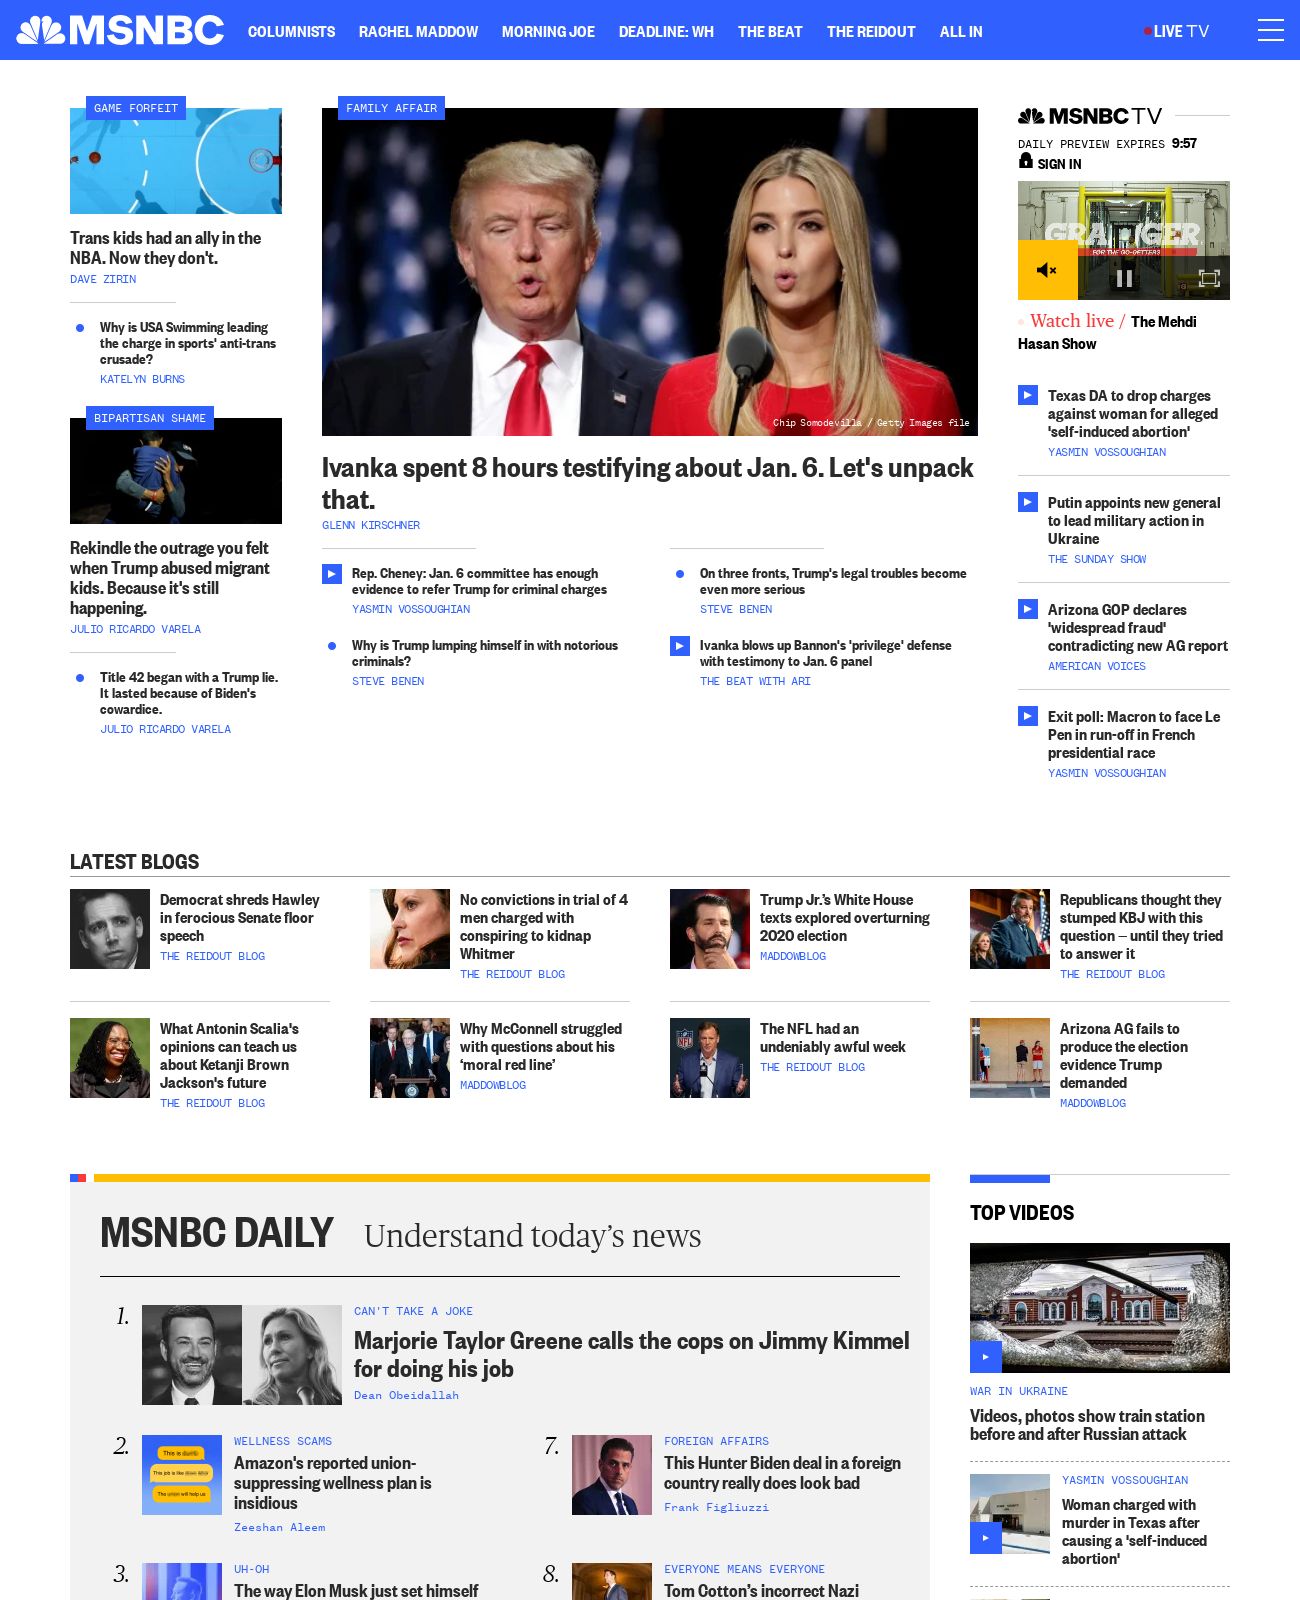 MSNBC
COLUMNISTS RACHEL MADDOW MORNING JOE DEADLINE: WH THE BEAT THE REIDOUT ALL IN
LIVE TV
GAME FORFEIT
Trans kids had an ally in the
NBA. Now they don't.
DAVE ZIRIN
Why is USA Swimming leading
the charge in sports' anti-trans
crusade?
KATELYN BURNS
BIPARTISAN SHAME
Rekindle the outrage you felt
when Trump abused migrant
kids. Because it's still
happening.
JULIO RICARDO VARELA
Title 42 began with a Trump lie.
It lasted because of Biden's
cowardice.
JULIO RICARDO VARELA
FAMILY AFFAIR
Chip Somodevilla / Getty Images file
Ivanka spent 8 hours testifying about Jan. 6. Let's unpack
that.
GLENN KIRSCHNER
Rep. Cheney: Jan. 6 committee has enough
evidence to refer Trump for criminal charges
YASMIN VOSSOUGHIAN
Why is Trump lumping himself in with notorious
criminals?
STEVE BENEN
On three fronts, Trump's legal troubles become
even more serious
STEVE BENEN
Ivanka blows up Bannon's 'privilege' defense
with testimony to Jan. 6 panel
THE BEAT WITH ARI
MSNBC TV
DAILY PREVIEW EXPIRES 9:57
SIGN IN
GRAINGER
FOR THE GO-GETTERS?
Watch live / The Mehdi
Hasan Show
Texas DA to drop charges
against woman for alleged
'self-induced abortion'
YASMIN VOSSOUGHIAN
Putin appoints new general
to lead military action in
Ukraine
THE SUNDAY SHOW
Arizona GOP declares
'widespread fraud'
contradicting new AG report
AMERICAN VOICES
Exit poll: Macron to face Le
Pen in run-off in French
presidential race
YASMIN VOSSOUGHIAN
LATEST BLOGS
Democrat shreds Hawley
in ferocious Senate floor
speech
THE REIDOUT BLOG
No convictions in trial of 4
men charged with
conspiring to kidnap
Whitmer
THE REIDOUT BLOG
Trump Jr.’s White House
texts explored overturning
2020 election
MADDOWBLOG
Republicans thought they
stumped KBJ with this
question — until they tried
to answer it
THE REIDOUT BLOG
What Antonin Scalia's
opinions can teach us
about Ketanji Brown
Jackson's future
THE REIDOUT BLOG
Why McConnell struggled
with questions about his
‘moral red line’
MADDOWBLOG
NFL
The NFL had an
undeniably awful week
THE REIDOUT BLOG
Arizona AG fails to
produce the election
evidence Trump
demanded
MADDOWBLOG
MSNBC DAILY Understand today’s news
1.
CAN'T TAKE A JOKE
Marjorie Taylor Greene calls the cops on Jimmy Kimmel
for doing his job
Dean Obeidallah
2.
This is dumb
This job is like
The union will help us
WELLNESS SCAMS
Amazon's reported union-
suppressing wellness plan is
insidious
Zeeshan Aleem
3.
UH-OH
The way Elon Musk just set himself
7.
FOREIGN AFFAIRS
This Hunter Biden deal in a foreign
country really does look bad
Frank Figliuzzi
8.
EVERYONE MEANS EVERYONE
Tom Cotton’s incorrect Nazi
TOP VIDEOS
WAR IN UKRAINE
Videos, photos show train station
before and after Russian attack
YASMIN VOSSOUGHIAN
Woman charged with
murder in Texas after
causing a 'self-induced
abortion'